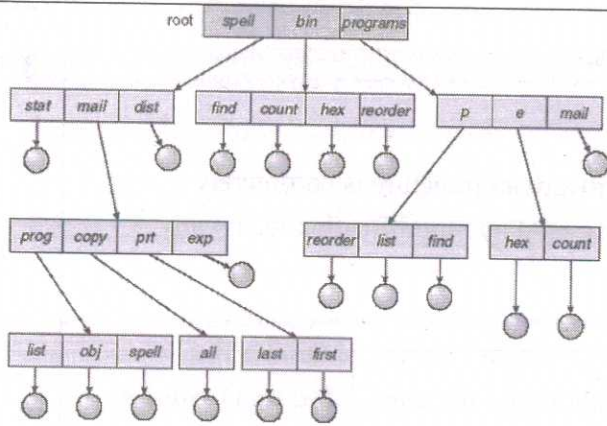 root spell bin programs
stat mail dist find count hex reorder p e mail
prog copy prt exp reorder list find hex count
list obj spell all last first